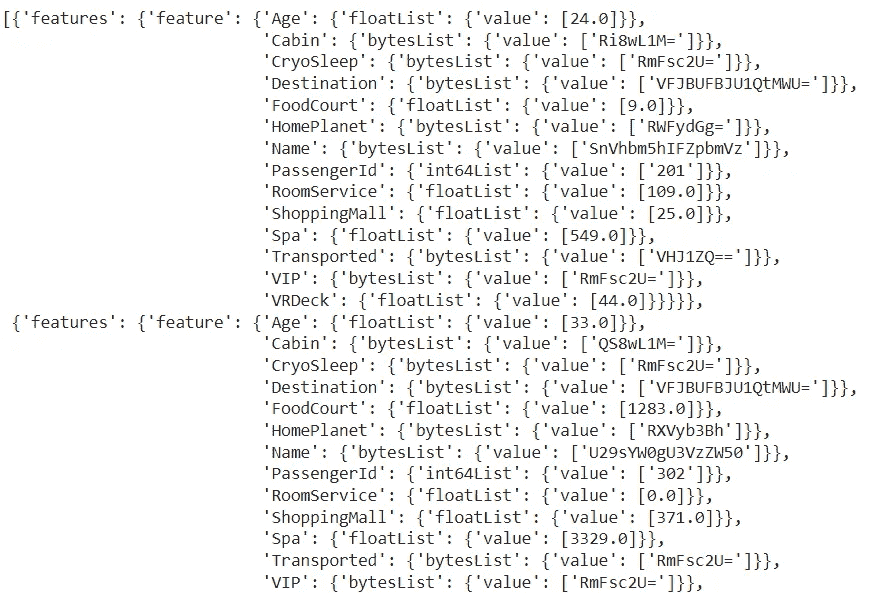 [{'features': {'feature': {'Age': {'floatList': {'value': [24.0]}},
'Cabin': {'bytesList': {'value': ['Ri8wL1M=']}},
'CryoSleep': {'bytesList': {'value': ['RmFsc2U=']}},
'Destination': {'bytesList': {'value': ['VFJBUFBJU1QtMWU=']}},
'FoodCourt': {'floatList': {'value': [9.0]}},
'HomePlanet': {'bytesList': {'value': ['RWFydGg=']}},
'Name': {'bytesList': {'value': ['SnVhbm5hIFZpbmVz']}},
'PassengerId': {'int64List': {'value': ['201']}},
'RoomService': {'floatList': {'value': [109.0]}},
'ShoppingMall': {'floatList': {'value': [25.0]}},
'Spa': {'floatList': {'value': [549.0]}},
'Transported': {'bytesList': {'value': ['VHJ1ZQ==']}},
'VIP': {'bytesList': {'value': ['RmFsc2U=']}},
'VRDeck': {'floatList': {'value': [44.0]}}}}},
{'features': {'feature': {'Age': {'floatList': {'value': [33.0]}},
'Cabin': {'bytesList': {'value': ['QS8wL1M=']}},
'CryoSleep': {'bytesList': {'value': ['RmFsc2U=']}},
'Destination': {'bytesList': {'value': ['VFJBUFBJU1QtMWU=']}},
'FoodCourt': {'floatList': {'value': [1283.0]}},
'HomePlanet': {'bytesList': {'value': ['RXVyb3Bh']}},
'Name': {'bytesList': {'value': ['U29sYW0gU3VzZW50']}},
'PassengerId': {'int64List': {'value': ['302']}},
'RoomService': {'floatList': {'value': [0.0]}},
'ShoppingMall': {'floatList': {'value': [371.0]}},
'Spa': {'floatList': {'value': [3329.0]}},
'Transported': {'bytesList': {'value': ['RmFsc2U=']}},
'VIP': {'bytesList': {'value': ['RmFsc2U=']}},